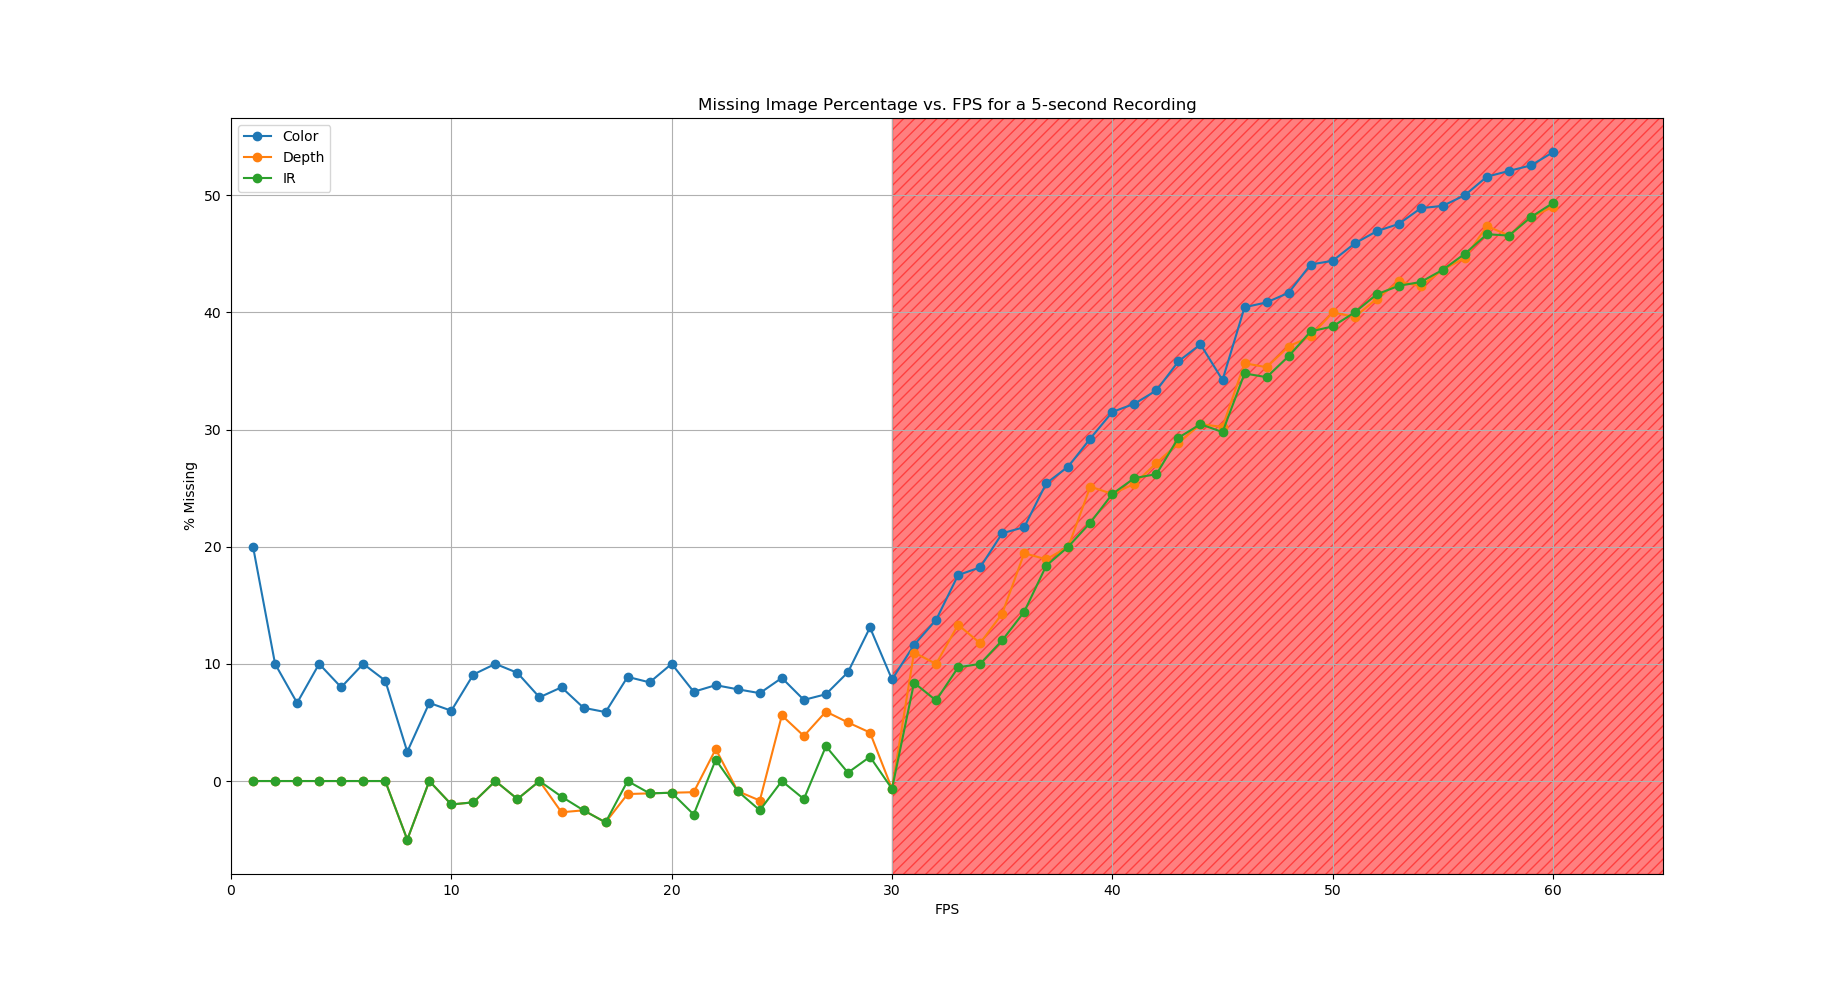 Missing Image Percentage vs. FPS for a 5-second Recording
Color
Depth
IR
50
40
30
20
10
0
% Missing
0 10 20 30 40 50 60
FPS